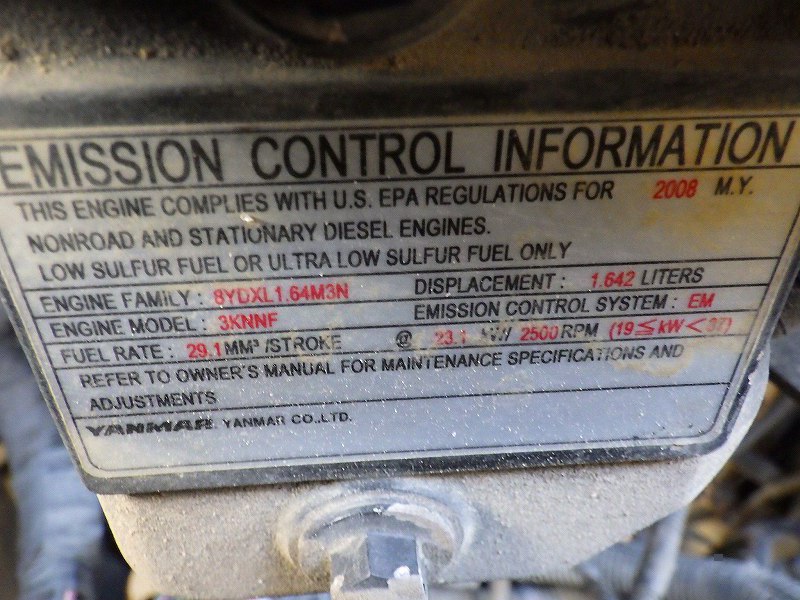 EMISSION CONTROL INFORMATION
THIS ENGINE COMPLIES WITH U.S. EPA REGULATIONS FOR 2008 M.Y.
NONROAD AND STATIONARY DIESEL ENGINES.
LOW SULFUR FUEL OR ULTRA LOW SULFUR FUEL ONLY
ENGINE FAMILY : 8YDXL1.64M3N DISPLACEMENT : 1.642 LITERS
ENGINE MODEL : 3KNNF EMISSION CONTROL SYSTEM : EM
FUEL RATE : 29.1 MM³ /STROKE @ 23.1 kW/ 2500 RPM (19≦kW<37)
REFER TO OWNER'S MANUAL FOR MAINTENANCE SPECIFICATIONS AND
ADJUSTMENTS
YANMAR YANMAR CO.,LTD.